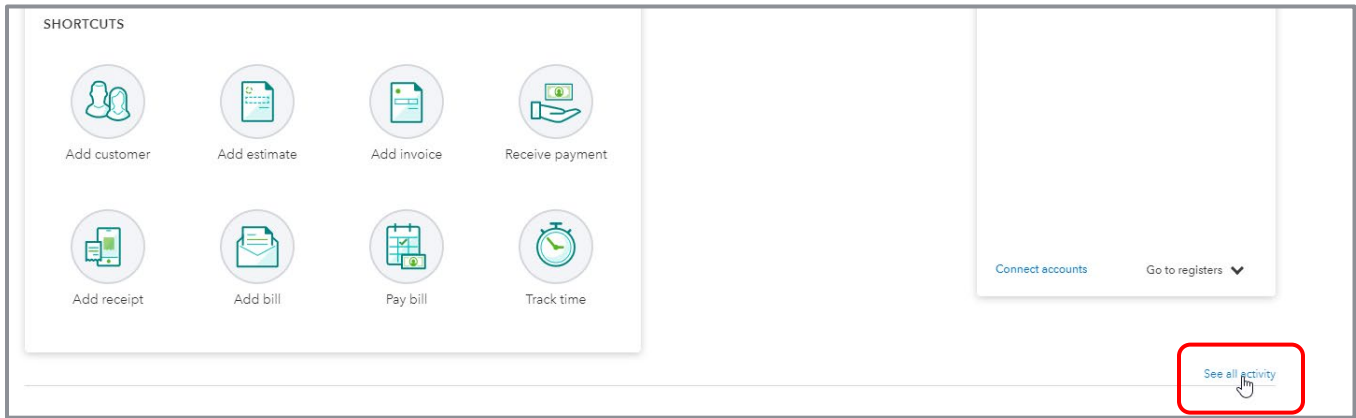 SHORTCUTS
Add customer
Add estimate
Add invoice
Receive payment
Add receipt
Add bill
Pay bill
Track time
Connect accounts
Go to registers
See all activity